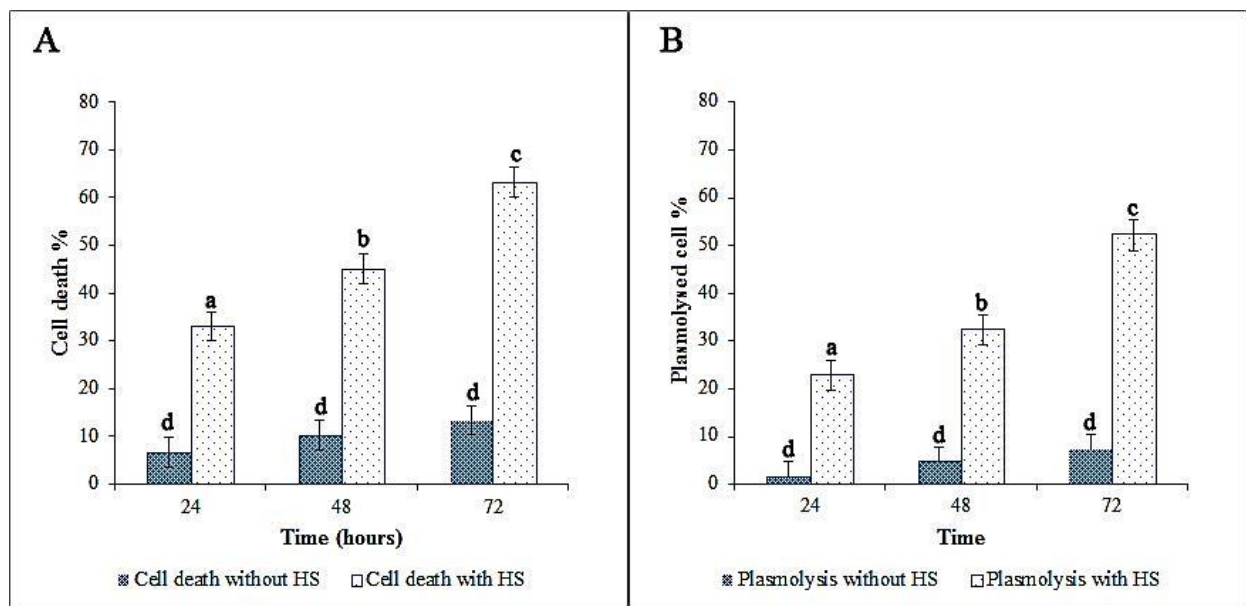 A
80
70
60
50
40
30
20
10
0
Cell death %
a
b
c
d
d
d
24 48 72
Time (hours)
Cell death without HS Cell death with HS
B
80
70
60
50
40
30
20
10
0
Plasmolysed cell %
a
b
c
d
d
d
24 48 72
Time
Plasmolysis without HS Plasmolysis with HS